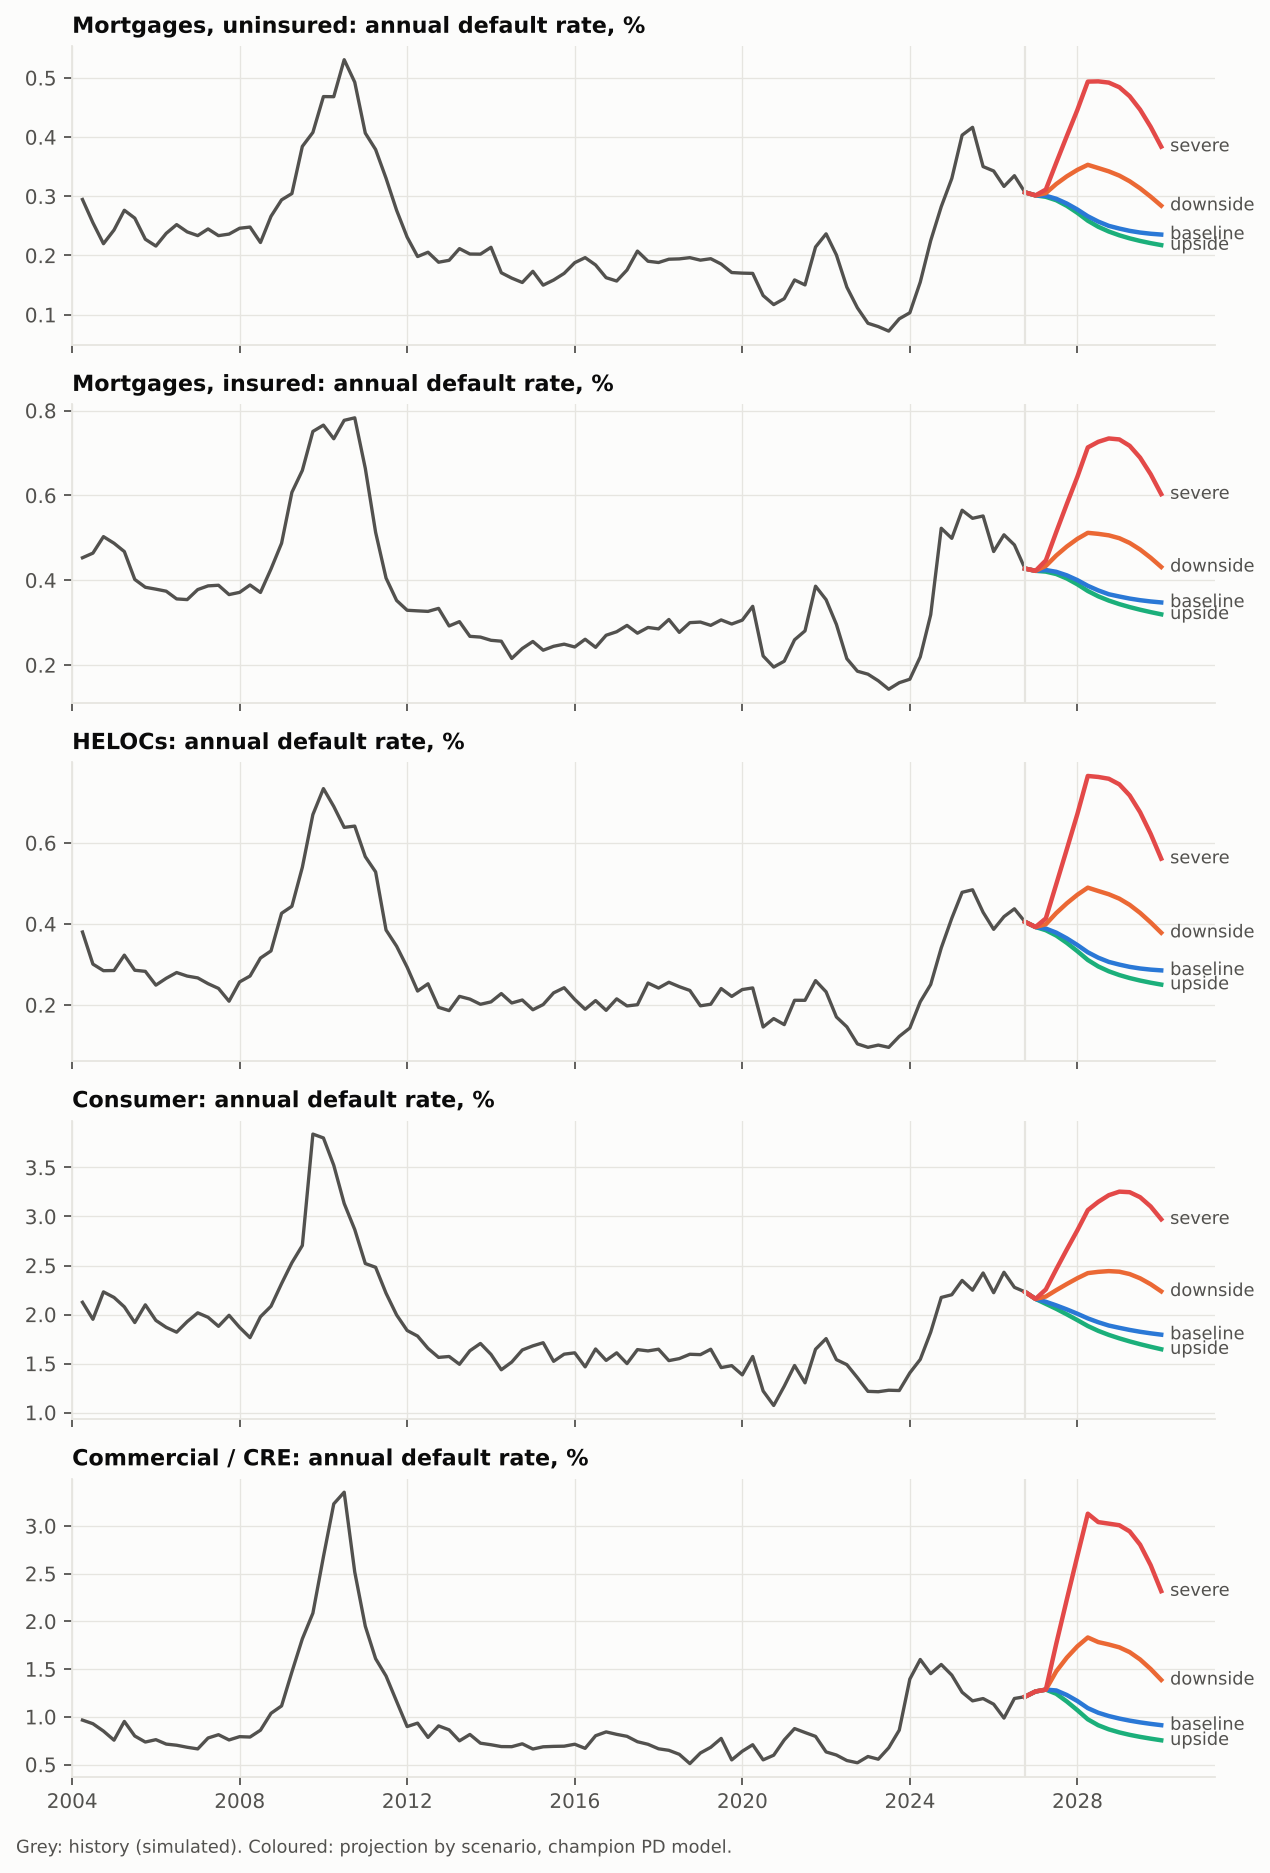 Mortgages, uninsured: annual default rate, %
0.5
0.4
0.3
0.2
0.1
severe
downside
baseline
upside
Mortgages, insured: annual default rate, %
0.8
0.6
0.4
0.2
severe
downside
baseline
upside
HELOCs: annual default rate, %
0.6
0.4
0.2
severe
downside
baseline
upside
Consumer: annual default rate, %
3.5
3.0
2.5
2.0
1.5
1.0
severe
downside
baseline
upside
Commercial / CRE: annual default rate, %
3.0
2.5
2.0
1.5
1.0
0.5
severe
downside
baseline
upside
2004 2008 2012 2016 2020 2024 2028
Grey: history (simulated). Coloured: projection by scenario, champion PD model.